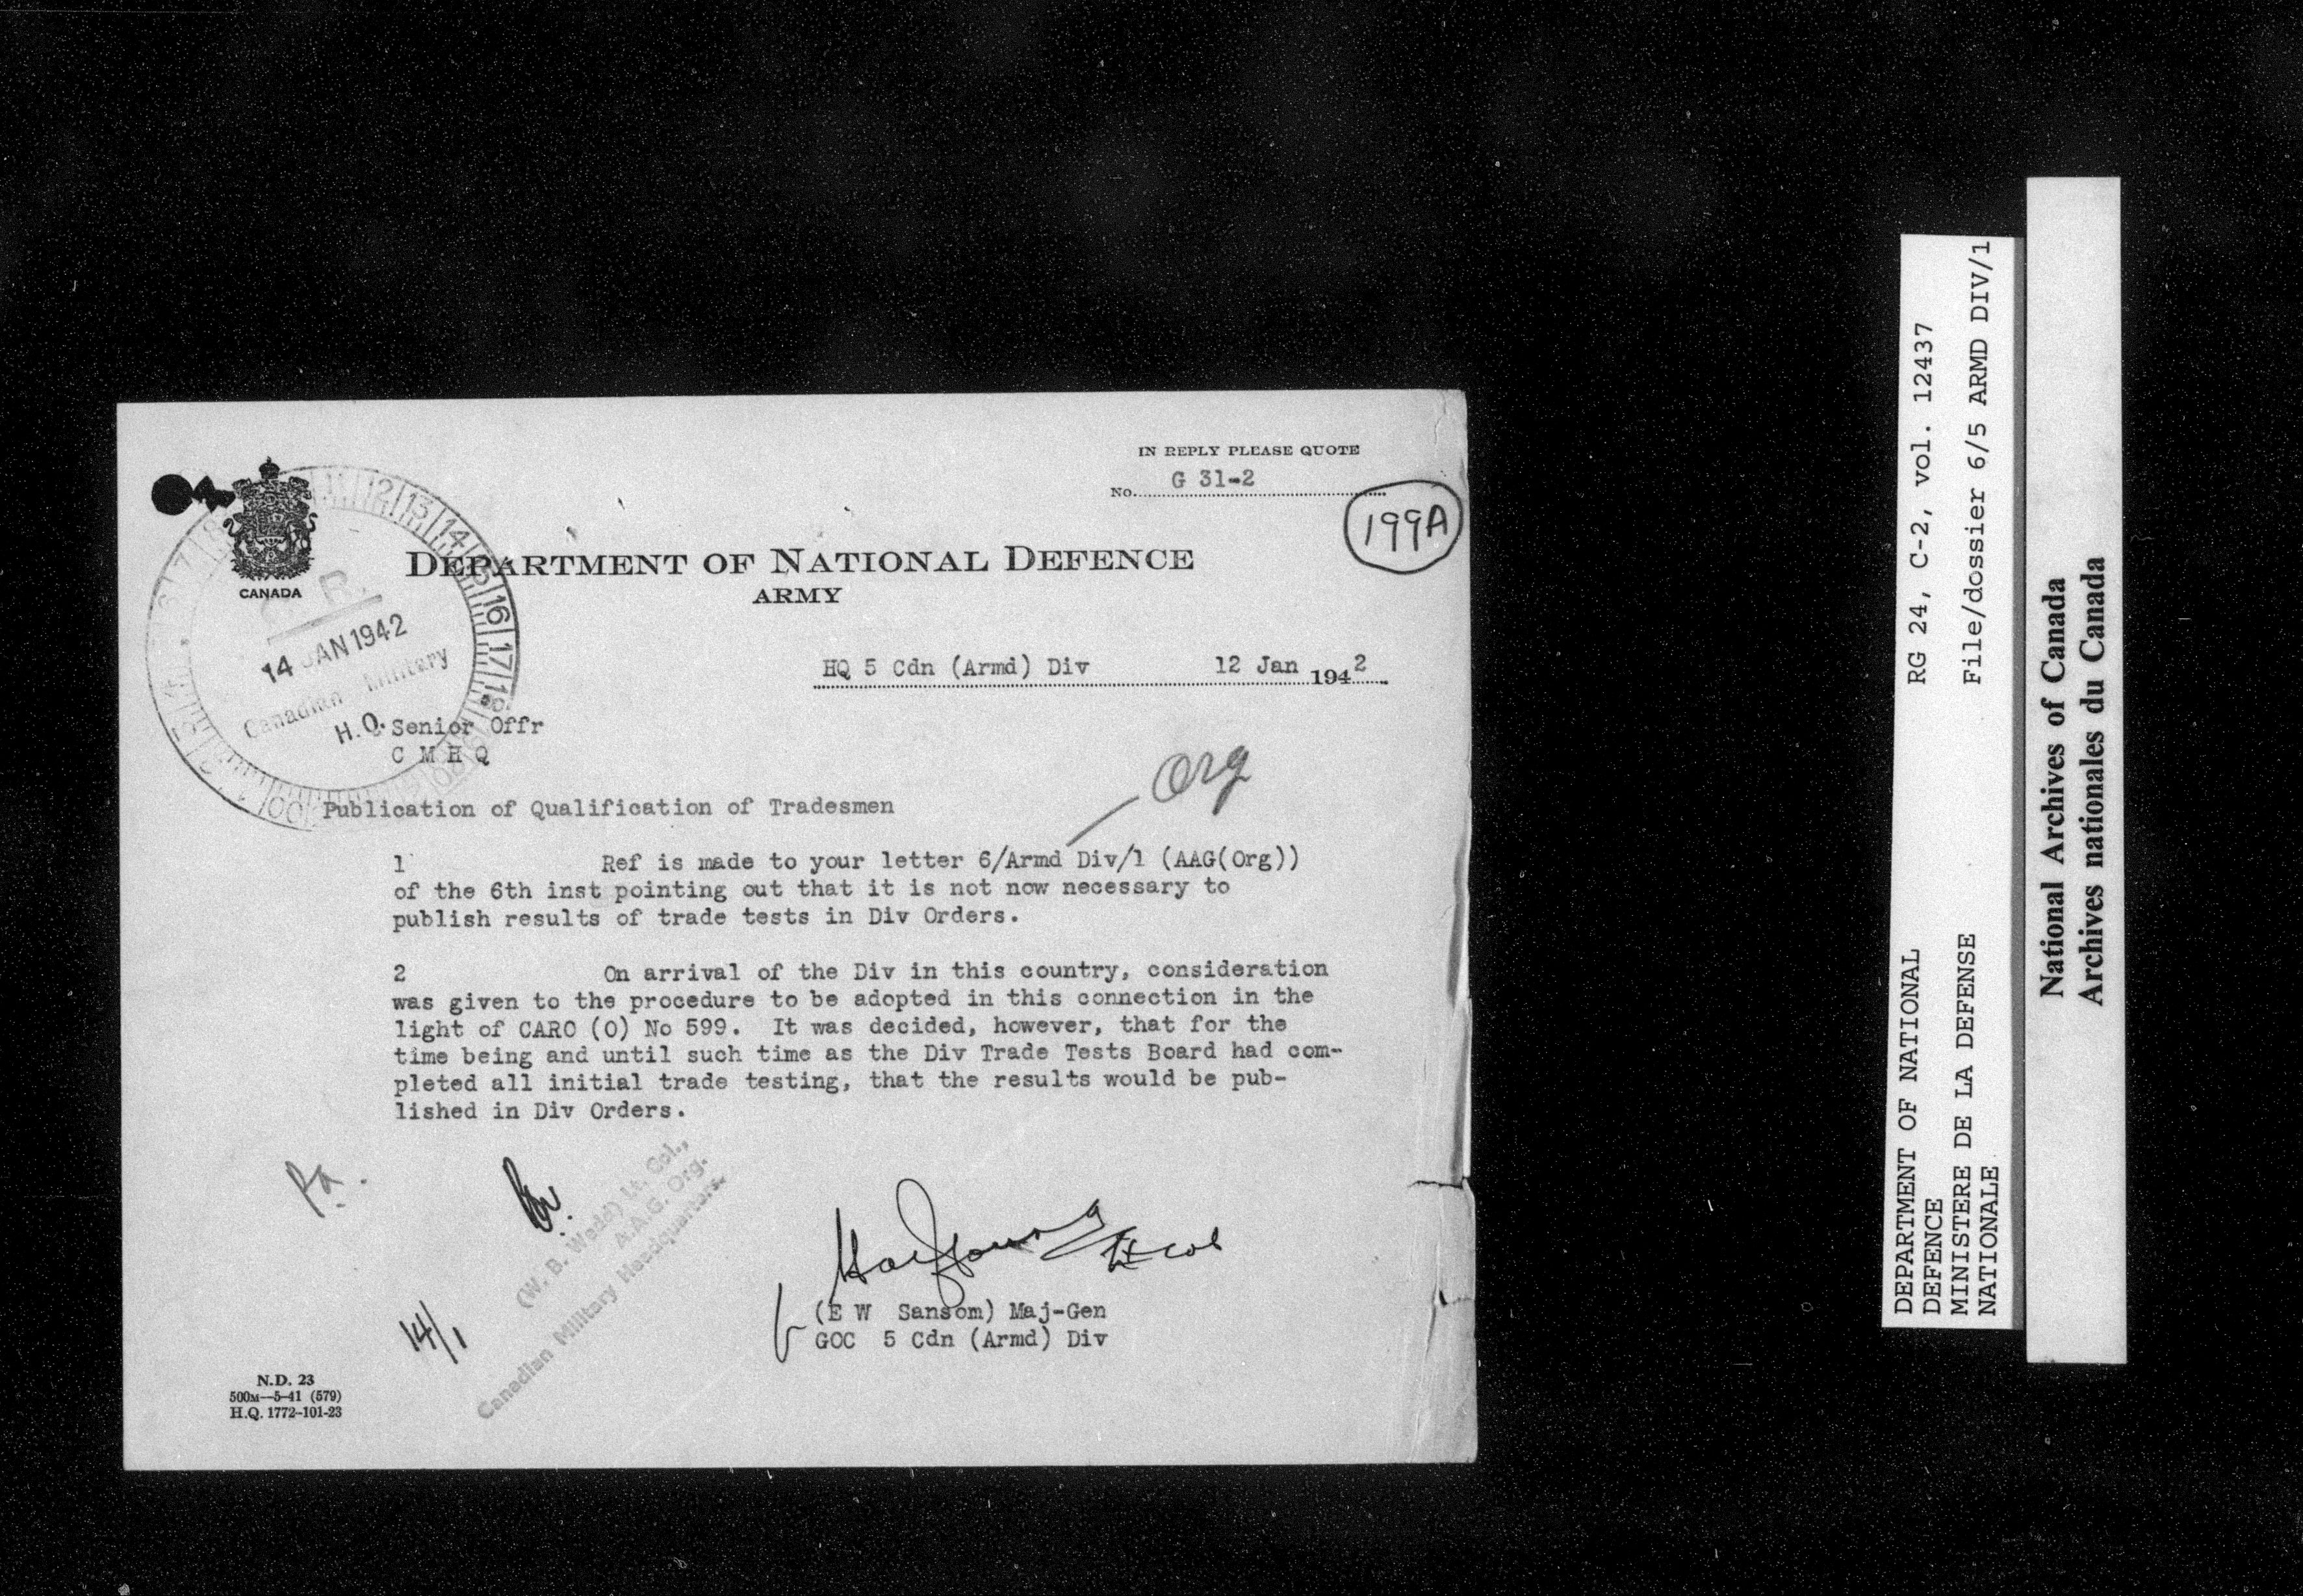 IN REPLY PLEASE QUOTE
No. G 31-2
199A
CANADA
DEPARTMENT OF NATIONAL DEFENCE
ARMY
14 JAN 1942
Canadian Military
H.Q.
HQ 5 Cdn (Armd) Div 12 Jan 1942
Senior Offr
C M H Q
Org
Publication of Qualification of Tradesmen
1 Ref is made to your letter 6/Armd Div/1 (AAG(Org))
of the 6th inst pointing out that it is not now necessary to
publish results of trade tests in Div Orders.
2 On arrival of the Div in this country, consideration
was given to the procedure to be adopted in this connection in the
light of CARO (O) No 599. It was decided, however, that for the
time being and until such time as the Div Trade Tests Board had com-
pleted all initial trade testing, that the results would be pub-
lished in Div Orders.
Pa.
(W. B. Wedd) Lt. Col.,
A.A.G. Org.
Canadian Military Headquarters.
14/1
Lt Col
(E W Sansom) Maj-Gen
GOC 5 Cdn (Armd) Div
N.D. 23
500M—5-41 (579)
H.Q. 1772-101-23
DEPARTMENT OF NATIONAL
DEFENCE
MINISTERE DE LA DEFENSE
NATIONALE
RG 24, C-2, vol. 12437
File/dossier 6/5 ARMD DIV/1
National Archives of Canada
Archives nationales du Canada